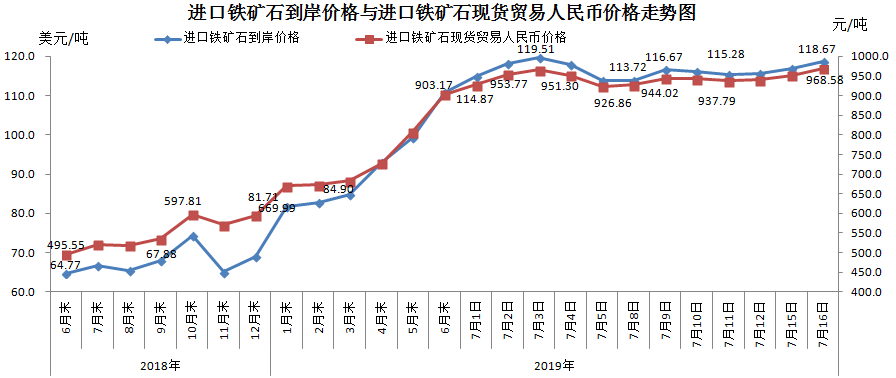 进口铁矿石到岸价格与进口铁矿石现货贸易人民币价格走势图
美元/吨
元/吨
进口铁矿石到岸价格
进口铁矿石现货贸易人民币价格
120.0
110.0
100.0
90.0
80.0
70.0
60.0
1000.0
950.0
900.0
850.0
800.0
750.0
700.0
650.0
600.0
550.0
500.0
450.0
400.0
495.55
64.77
67.88
597.81
81.71
669.99
84.90
903.17
114.87
953.77
119.51
951.30
926.86
113.72
944.02
116.67
937.79
115.28
118.67
968.58
6月末
7月末
8月末
9月末
10月末
11月末
12月末
1月末
2月末
3月末
4月末
5月末
6月末
7月1日
7月2日
7月3日
7月4日
7月5日
7月8日
7月9日
7月10日
7月11日
7月12日
7月15日
7月16日
2018年
2019年